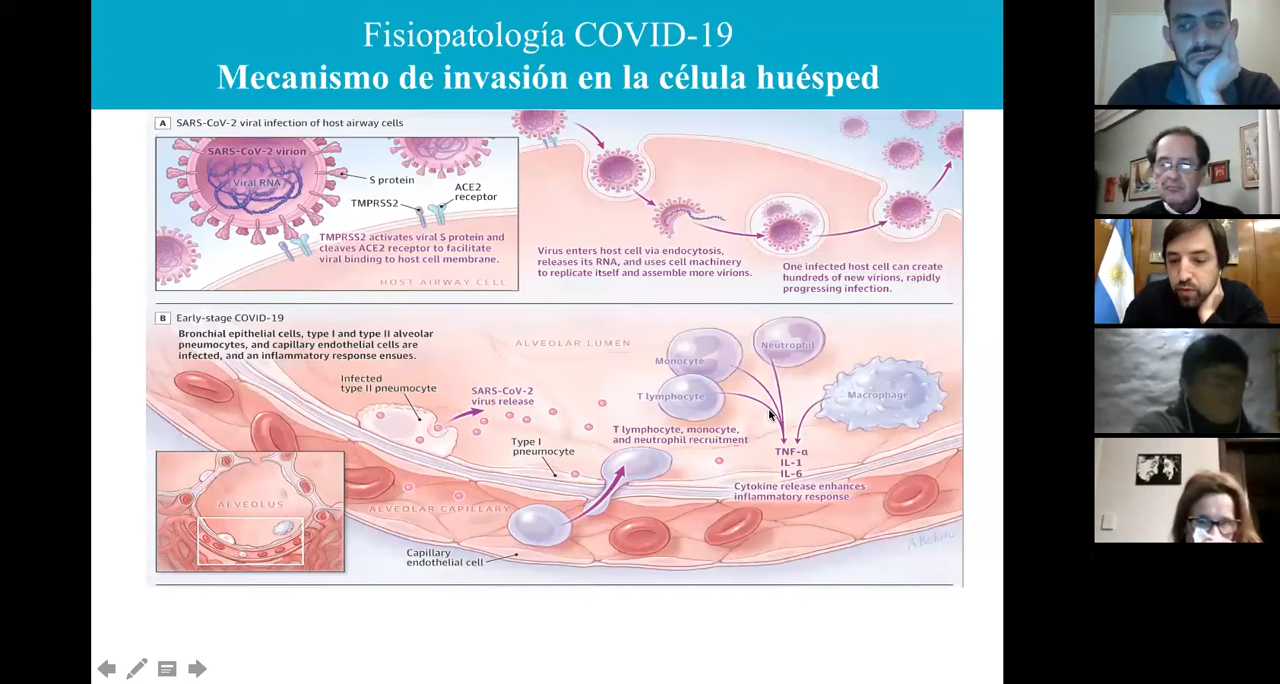 Fisiopatología COVID-19
Mecanismo de invasión en la célula huésped
A SARS-CoV-2 viral infection of host airway cells
SARS-CoV-2 virion
Viral RNA
S protein
TMPRSS2
ACE2
receptor
TMPRSS2 activates viral S protein and
cleaves ACE2 receptor to facilitate
viral binding to host cell membrane.
HOST AIRWAY CELL
Virus enters host cell via endocytosis,
releases its RNA, and uses cell machinery
to replicate itself and assemble more virions.
One infected host cell can create
hundreds of new virions, rapidly
progressing infection.
B Early-stage COVID-19
Bronchial epithelial cells, type I and type II alveolar
pneumocytes, and capillary endothelial cells are
infected, and an inflammatory response ensues.
ALVEOLAR LUMEN
Monocyte
Neutrophil
T lymphocyte
Macrophage
Infected
type II pneumocyte
SARS-CoV-2
virus release
T lymphocyte, monocyte,
and neutrophil recruitment
Type I
pneumocyte
TNF-α
IL-1
IL-6
Cytokine release enhances
inflammatory response
ALVEOLUS
ALVEOLAR CAPILLARY
Capillary
endothelial cell